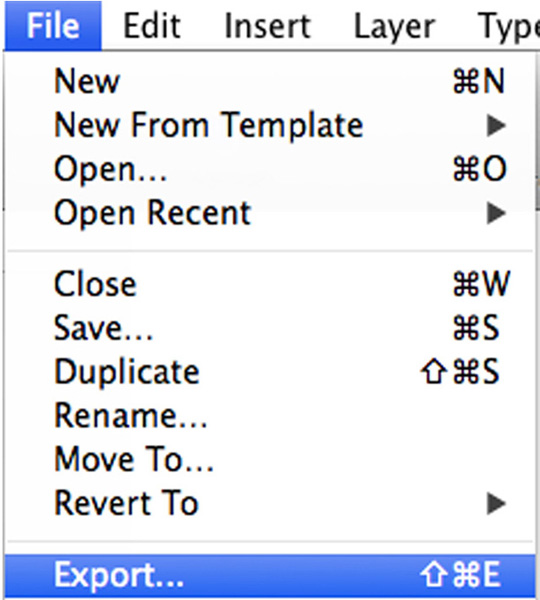 File Edit Insert Layer Type
New ⌘N
New From Template ▶
Open... ⌘O
Open Recent ▶
Close ⌘W
Save... ⌘S
Duplicate ⇧⌘S
Rename...
Move To...
Revert To ▶
Export... ⇧⌘E